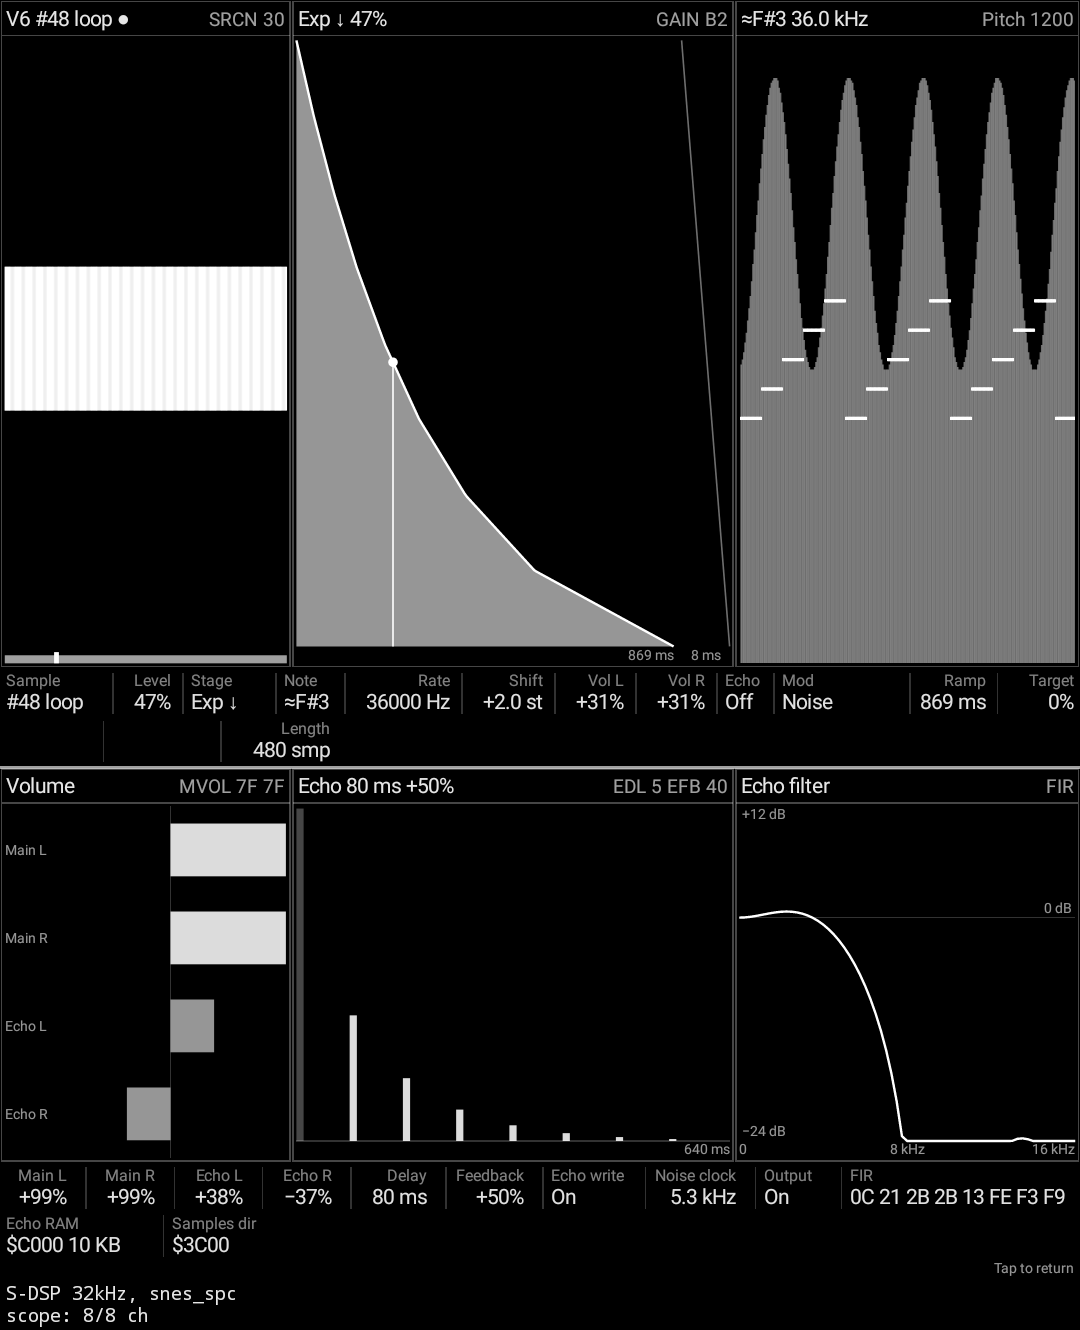 V6 #48 loop ● SRCN 30
Exp ↓ 47% GAIN B2
≈F#3 36.0 kHz Pitch 1200
869 ms 8 ms
Sample Level Stage Note Rate Shift Vol L Vol R Echo Mod Ramp Target
#48 loop 47% Exp ↓ ≈F#3 36000 Hz +2.0 st +31% +31% Off Noise 869 ms 0%
Length
480 smp
Volume MVOL 7F 7F
Main L
Main R
Echo L
Echo R
Echo 80 ms +50% EDL 5 EFB 40
640 ms
Echo filter FIR
+12 dB
0 dB
−24 dB
0 8 kHz 16 kHz
Main L Main R Echo L Echo R Delay Feedback Echo write Noise clock Output FIR
+99% +99% +38% −37% 80 ms +50% On 5.3 kHz On 0C 21 2B 2B 13 FE F3 F9
Echo RAM Samples dir
$C000 10 KB $3C00
Tap to return
S-DSP 32kHz, snes_spc
scope: 8/8 ch